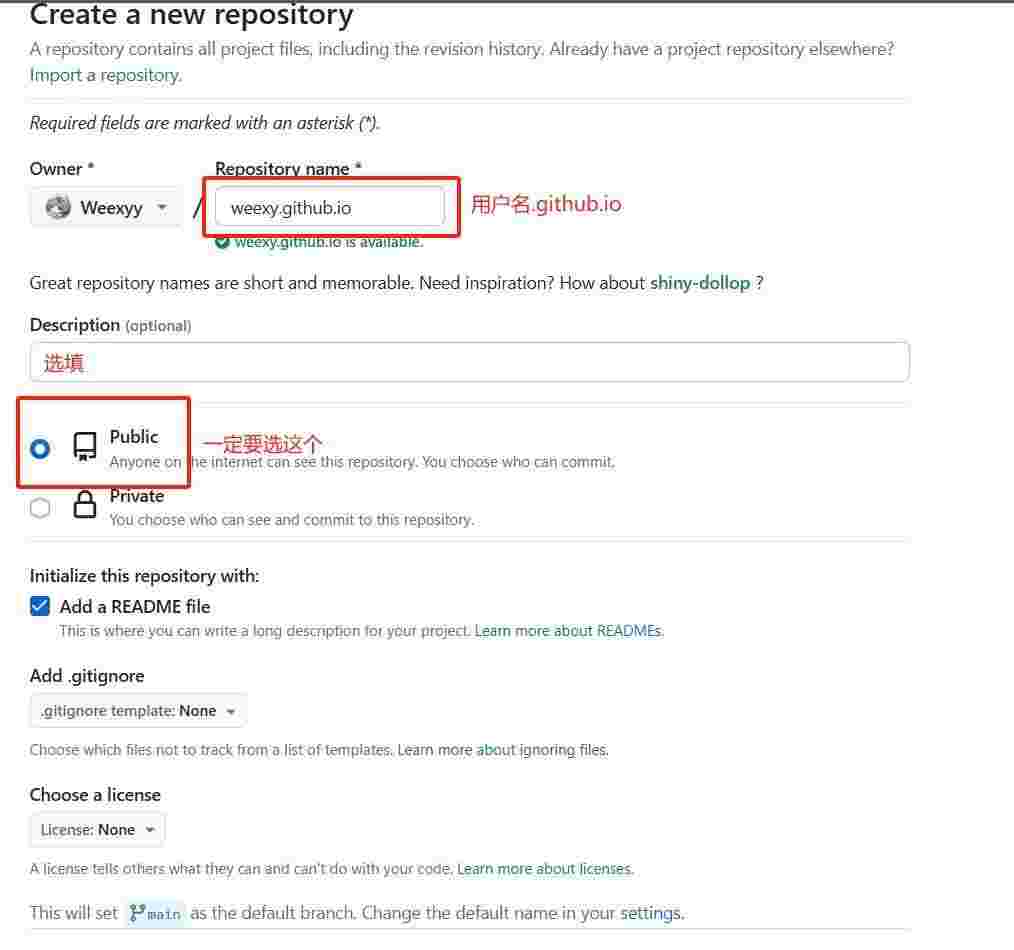 Create a new repository
A repository contains all project files, including the revision history. Already have a project repository elsewhere?
Import a repository.
Required fields are marked with an asterisk (*).
Owner *
Repository name *
Weexyy
/
weexy.github.io
用户名.github.io
weexy.github.io is available.
Great repository names are short and memorable. Need inspiration? How about shiny-dollop ?
Description (optional)
选填
Public
一定要选这个
Anyone on the internet can see this repository. You choose who can commit.
Private
You choose who can see and commit to this repository.
Initialize this repository with:
Add a README file
This is where you can write a long description for your project. Learn more about READMEs.
Add .gitignore
.gitignore template: None
Choose which files not to track from a list of templates. Learn more about ignoring files.
Choose a license
License: None
A license tells others what they can and can't do with your code. Learn more about licenses.
This will set main as the default branch. Change the default name in your settings.